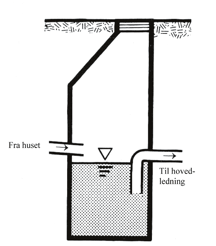 Fra huset
Til hoved-
ledning